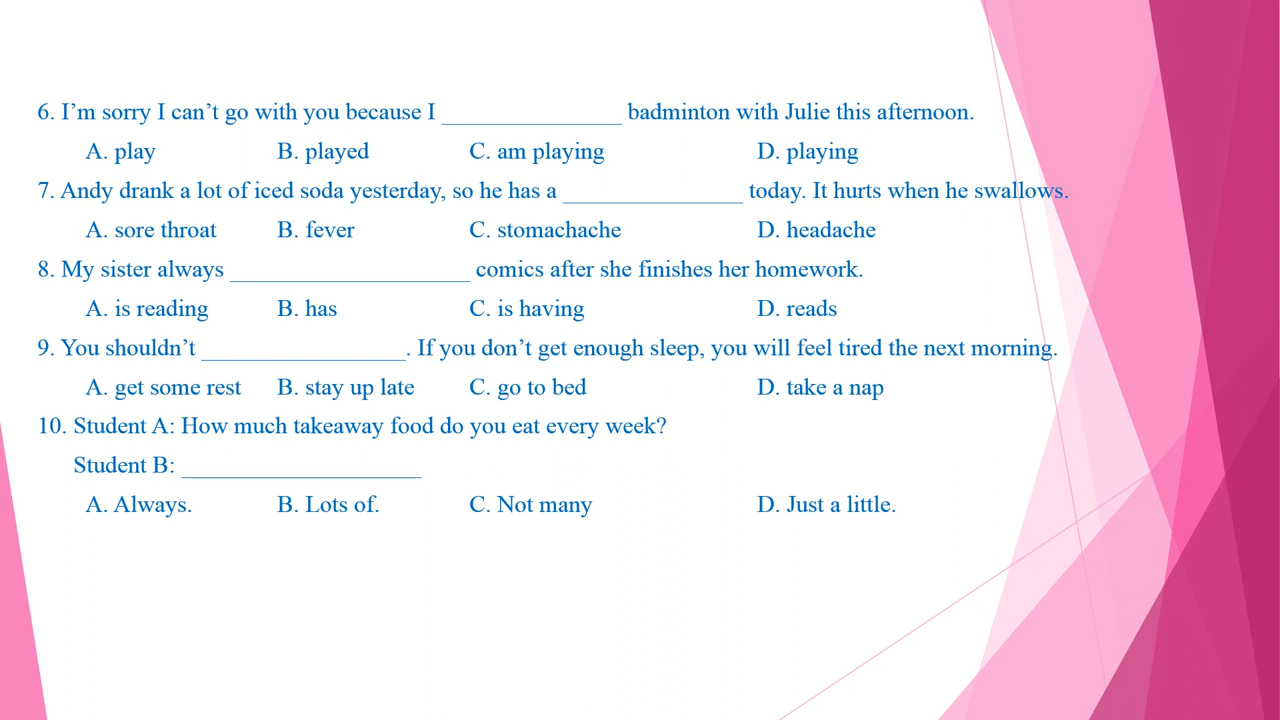 6. I’m sorry I can’t go with you because I _______________ badminton with Julie this afternoon.
A. play B. played C. am playing D. playing
7. Andy drank a lot of iced soda yesterday, so he has a _______________ today. It hurts when he swallows.
A. sore throat B. fever C. stomachache D. headache
8. My sister always ____________________ comics after she finishes her homework.
A. is reading B. has C. is having D. reads
9. You shouldn’t _________________. If you don’t get enough sleep, you will feel tired the next morning.
A. get some rest B. stay up late C. go to bed D. take a nap
10. Student A: How much takeaway food do you eat every week?
Student B: ____________________
A. Always. B. Lots of. C. Not many D. Just a little.